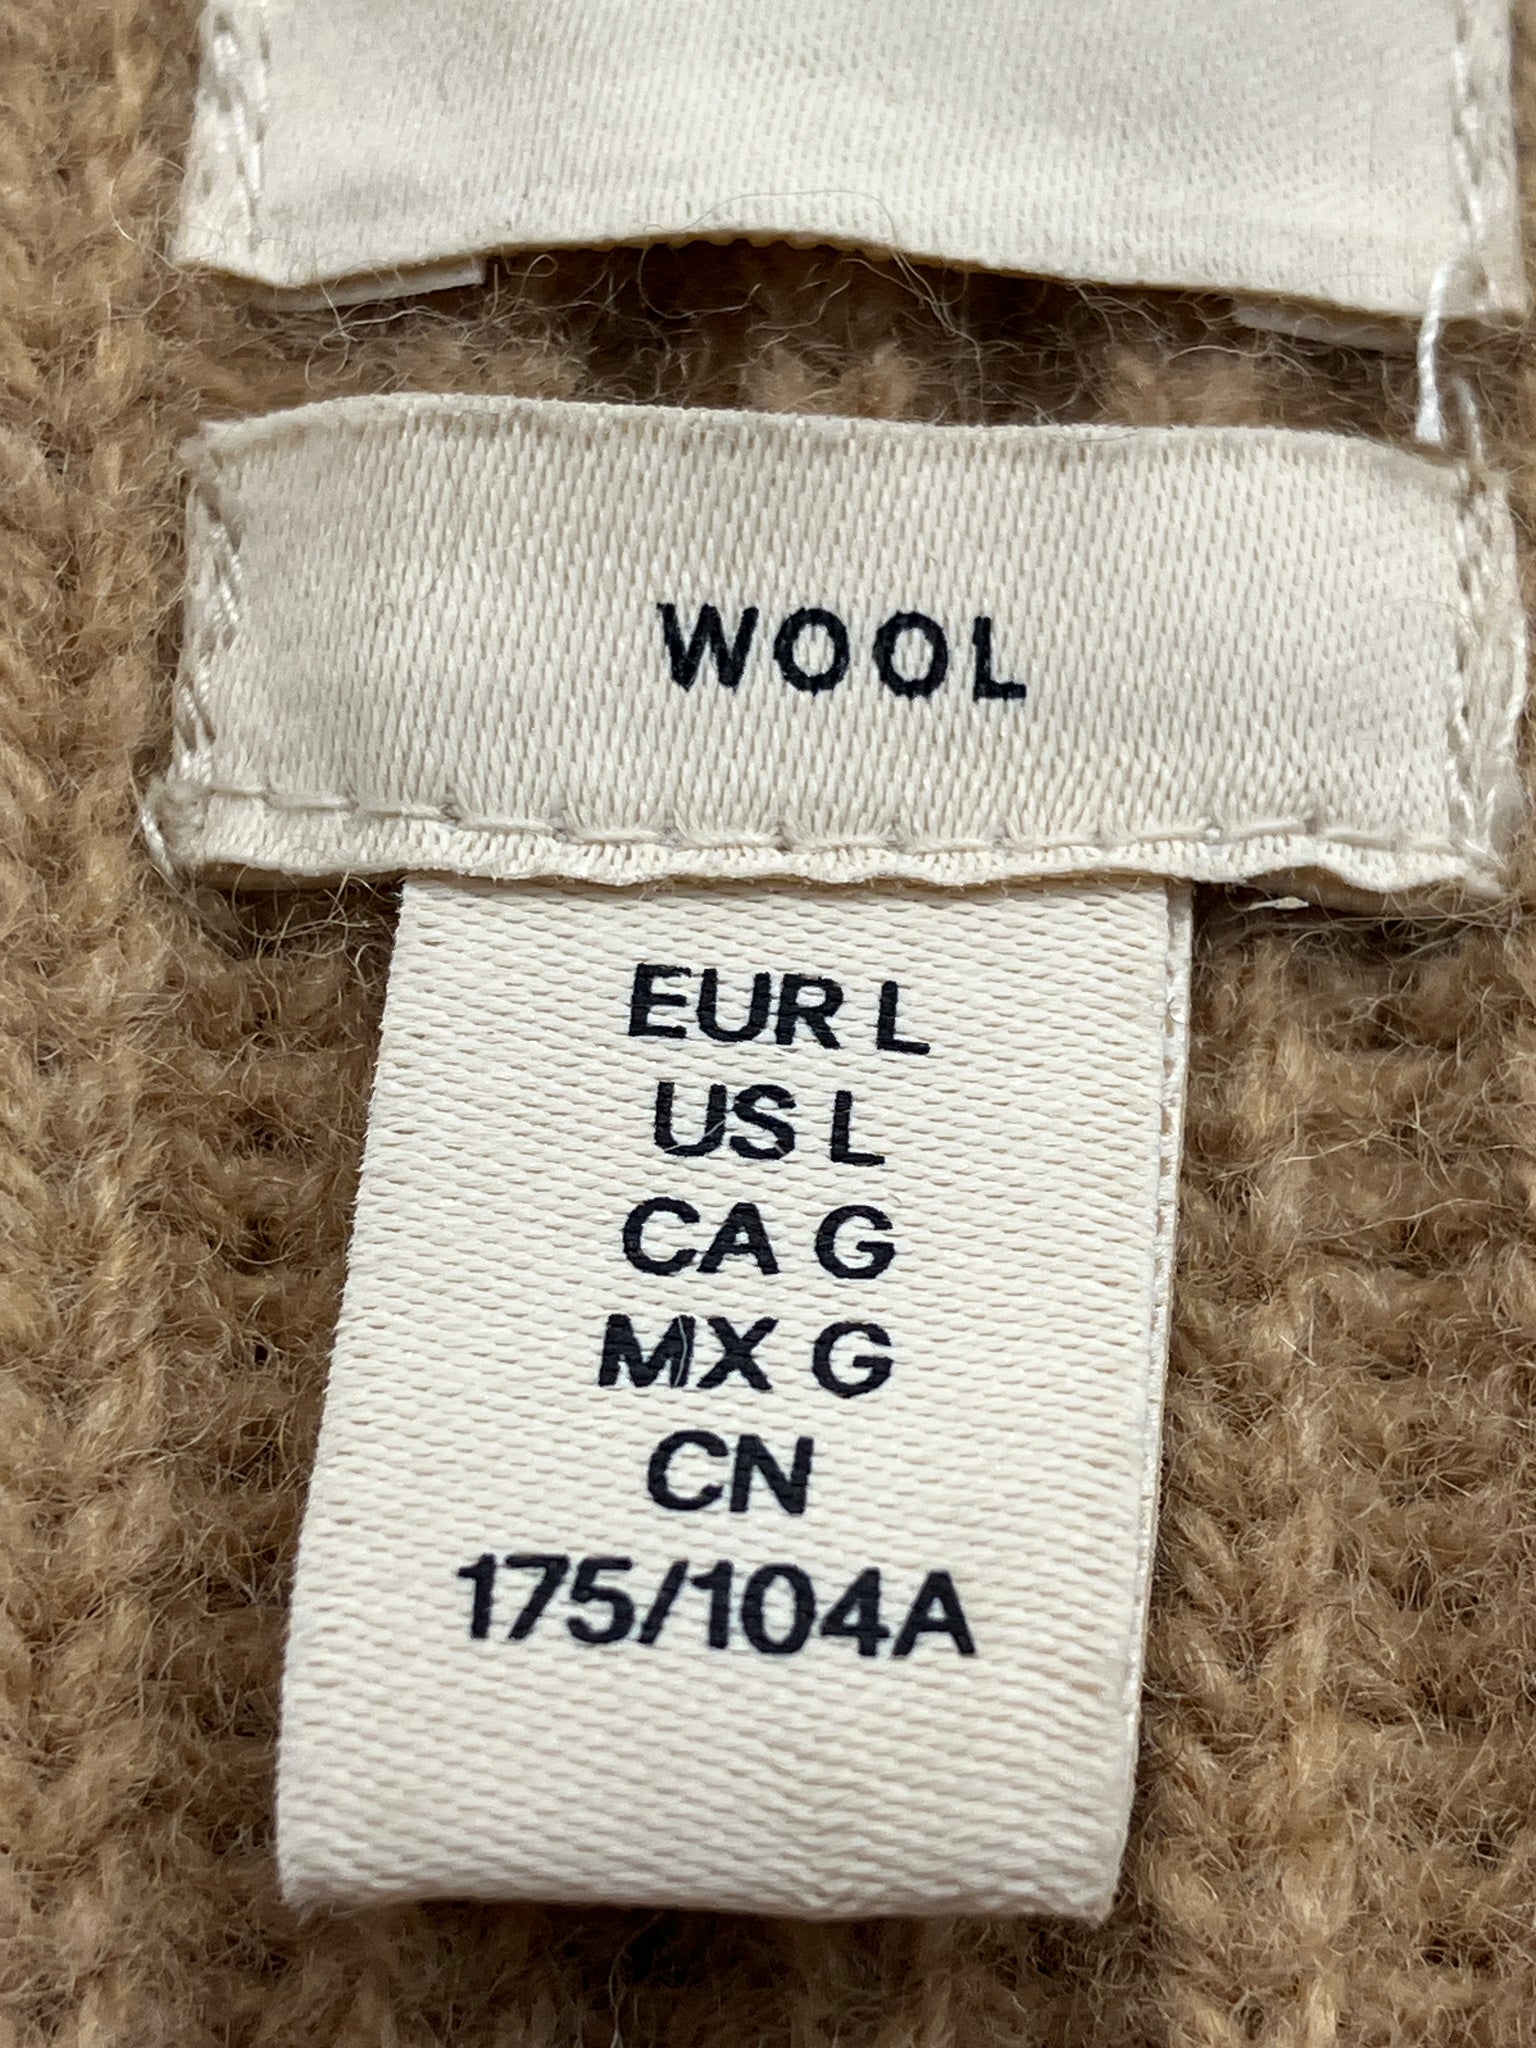 WOOL
EUR L
US L
CA G
MX G
CN
175/104A